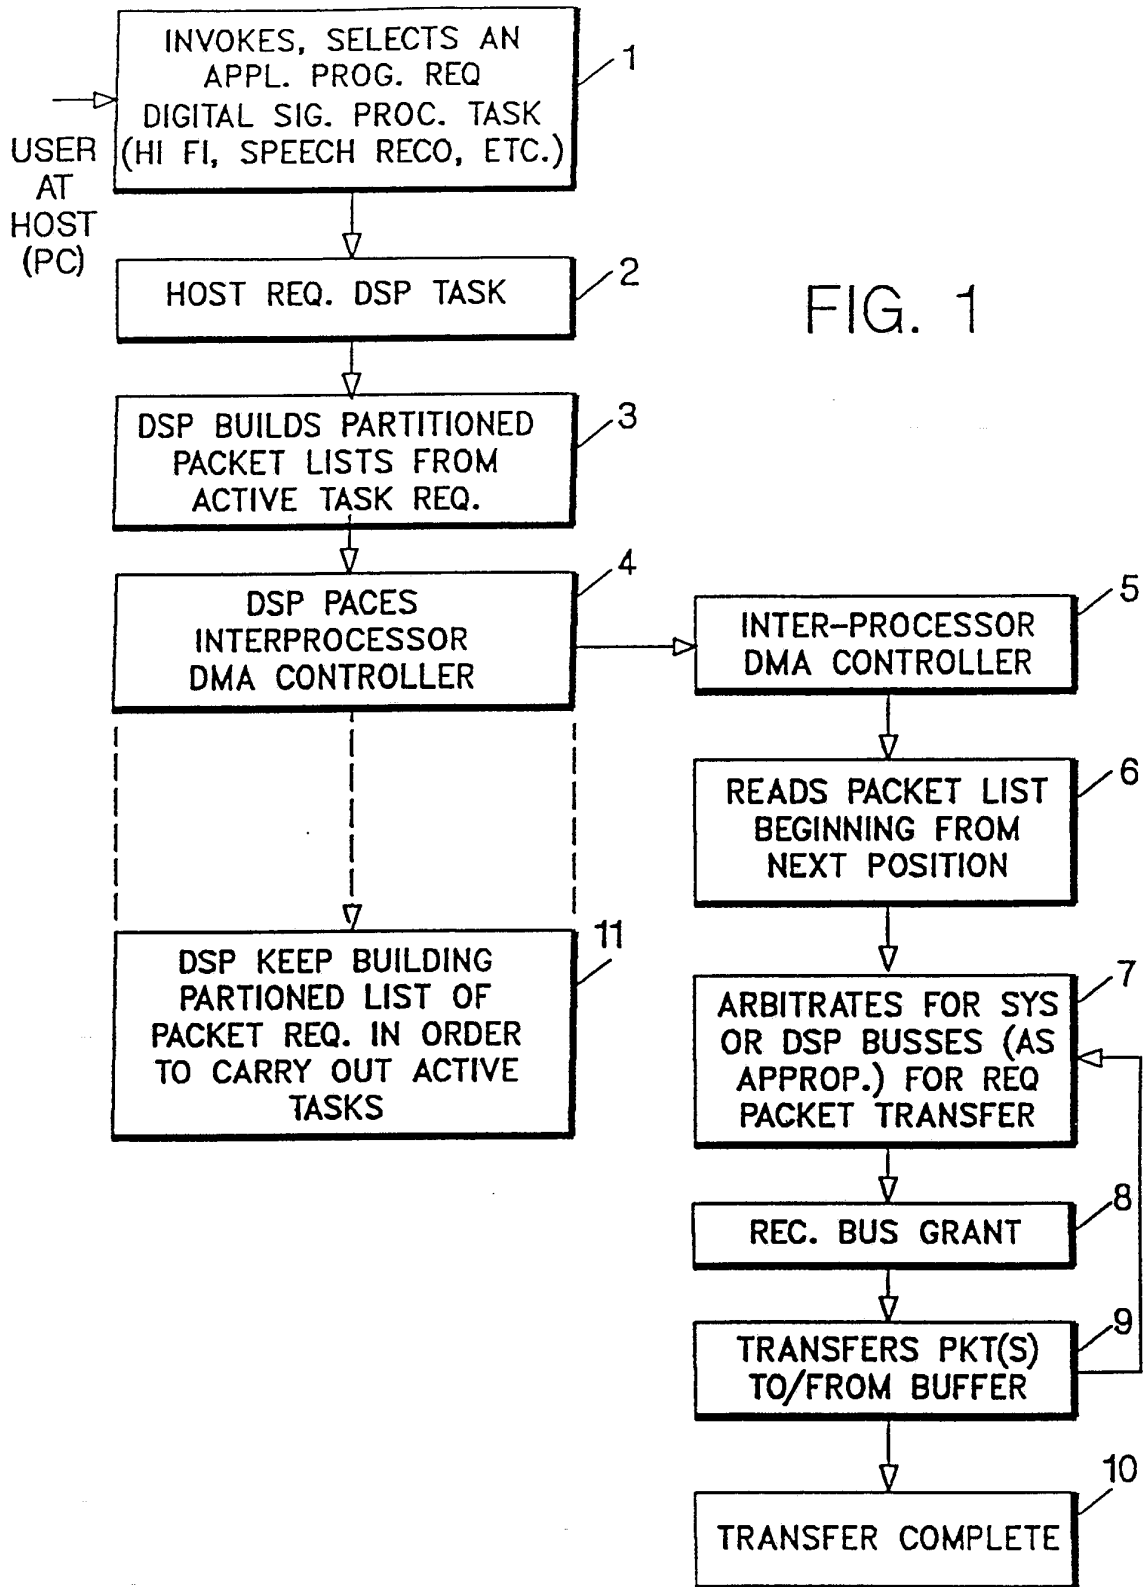 INVOKES, SELECTS AN
APPL. PROG. REQ
DIGITAL SIG. PROC. TASK
(HI FI, SPEECH RECO, ETC.)
1
USER
AT
HOST
(PC)
HOST REQ. DSP TASK
2
FIG. 1
DSP BUILDS PARTITIONED
PACKET LISTS FROM
ACTIVE TASK REQ.
3
DSP PACES
INTERPROCESSOR
DMA CONTROLLER
4
INTER-PROCESSOR
DMA CONTROLLER
5
READS PACKET LIST
BEGINNING FROM
NEXT POSITION
6
DSP KEEP BUILDING
PARTIONED LIST OF
PACKET REQ. IN ORDER
TO CARRY OUT ACTIVE
TASKS
11
ARBITRATES FOR SYS
OR DSP BUSSES (AS
APPROP.) FOR REQ
PACKET TRANSFER
7
REC. BUS GRANT
8
TRANSFERS PKT(S)
TO/FROM BUFFER
9
TRANSFER COMPLETE
10